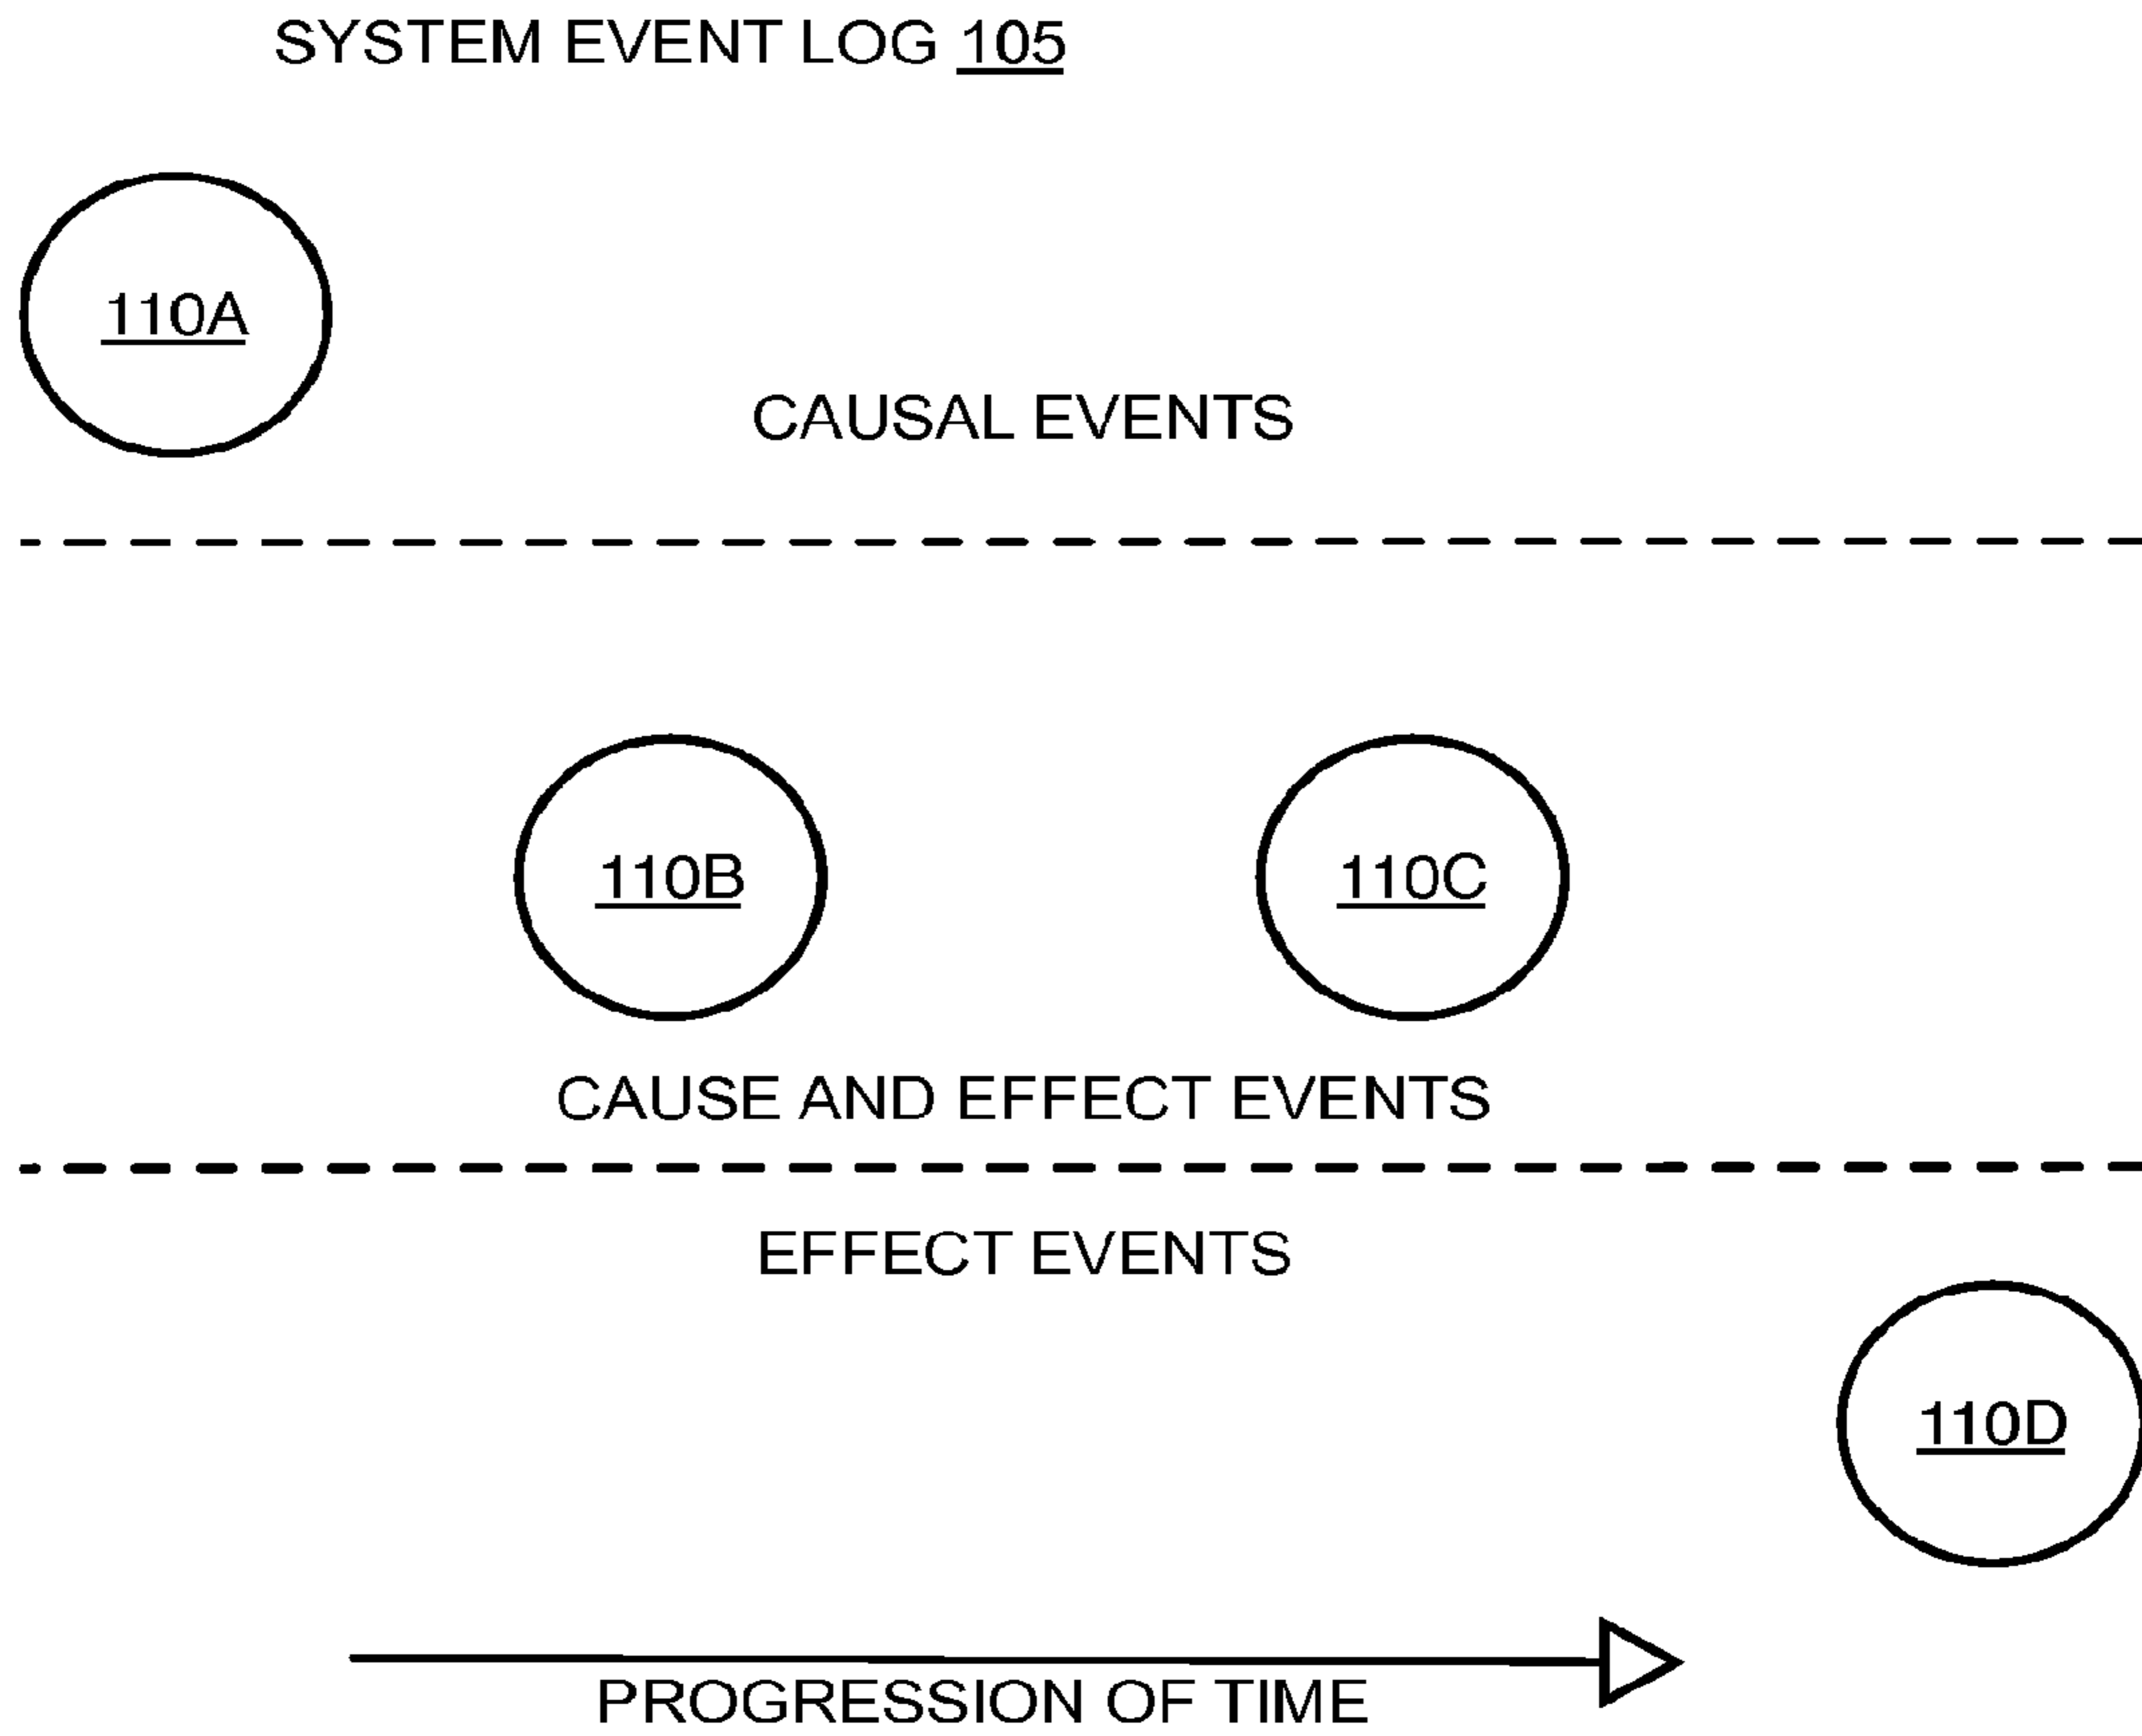 SYSTEM EVENT LOG 105
110A
CAUSAL EVENTS
110B
110C
CAUSE AND EFFECT EVENTS
EFFECT EVENTS
110D
PROGRESSION OF TIME